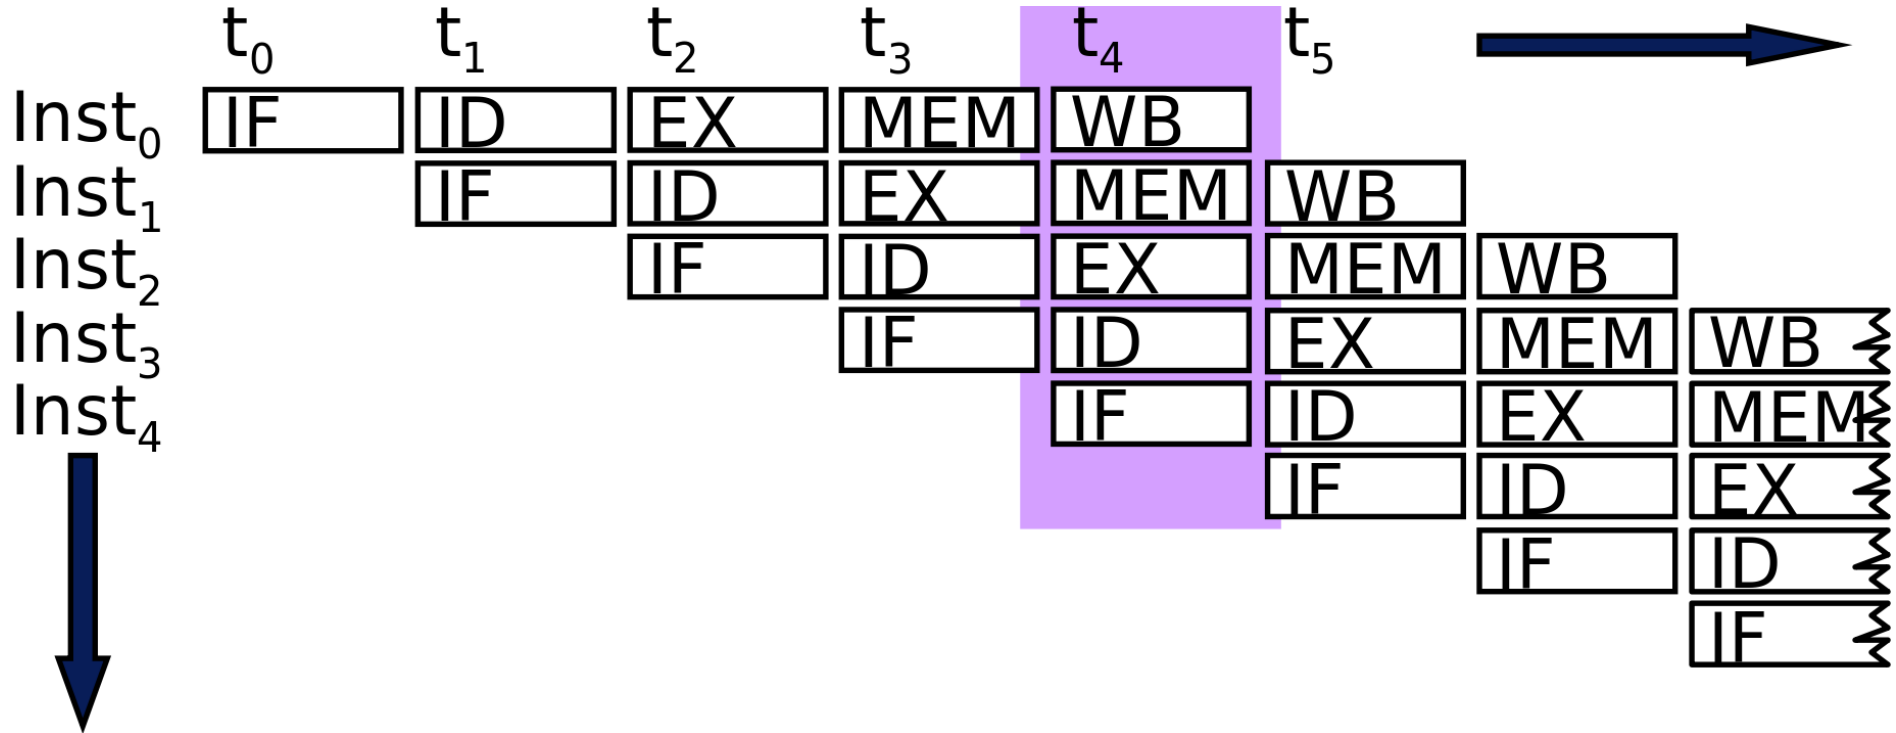 t0 t1 t2 t3 t4 t5
Inst0 IF ID EX MEM WB
Inst1 IF ID EX MEM WB
Inst2 IF ID EX MEM WB
Inst3 IF ID EX MEM WB
Inst4 IF ID EX MEM
IF ID EX
IF ID
IF